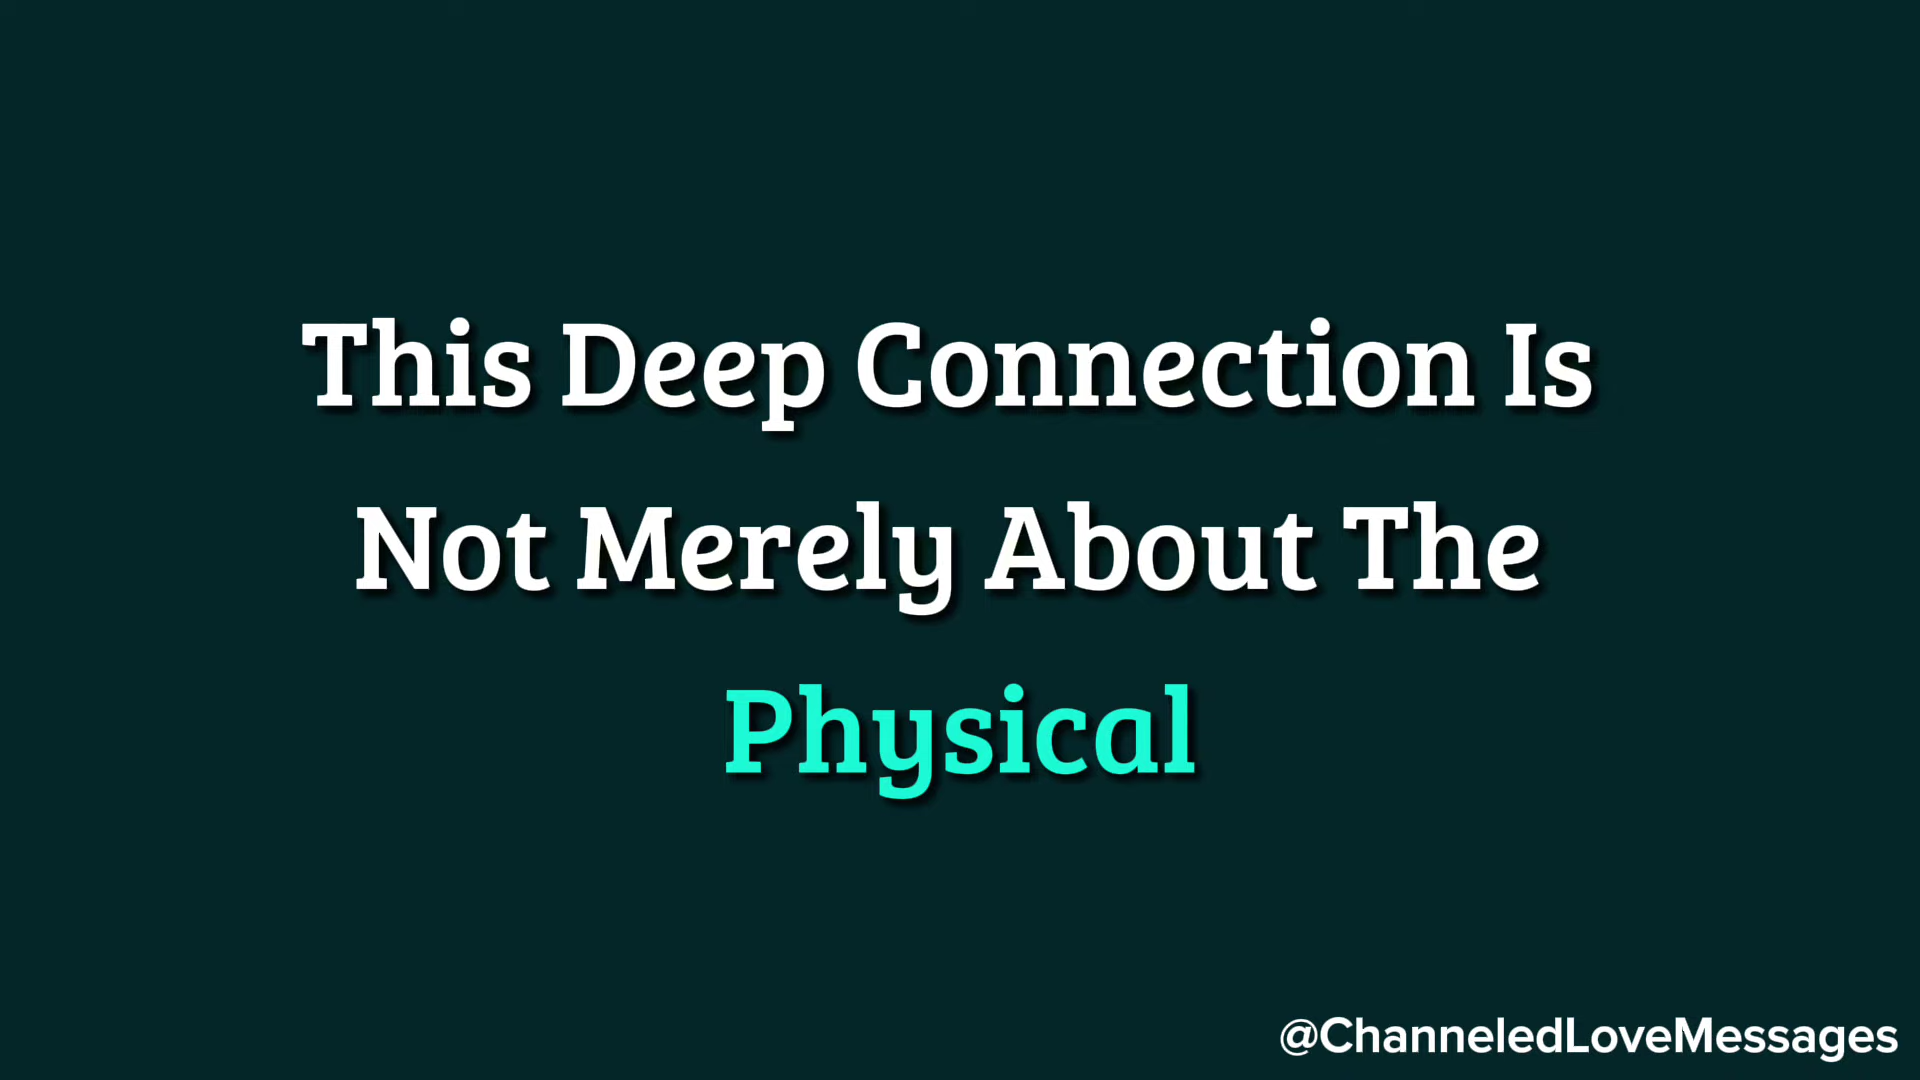 This Deep Connection Is
Not Merely About The
Physical
@ChanneledLoveMessages